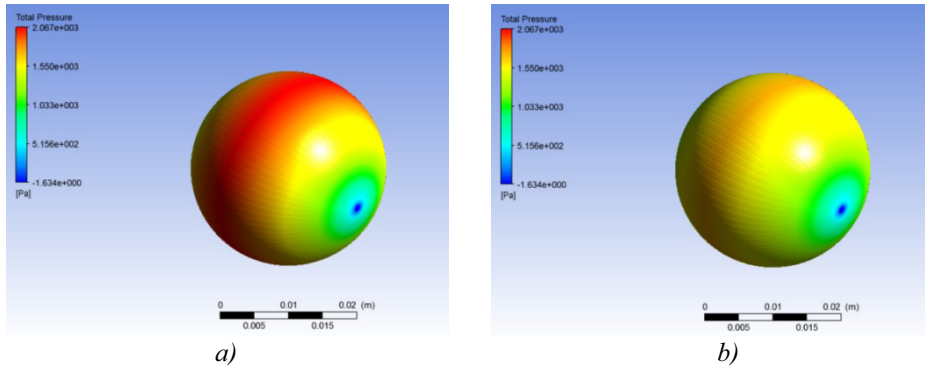 Total Pressure
2.067e+003
1.550e+003
1.033e+003
5.156e+002
-1.634e+000
[Pa]
0 0.01 0.02 (m)
0.005 0.015
a)
Total Pressure
2.067e+003
1.550e+003
1.033e+003
5.156e+002
-1.634e+000
[Pa]
0 0.01 0.02 (m)
0.005 0.015
b)